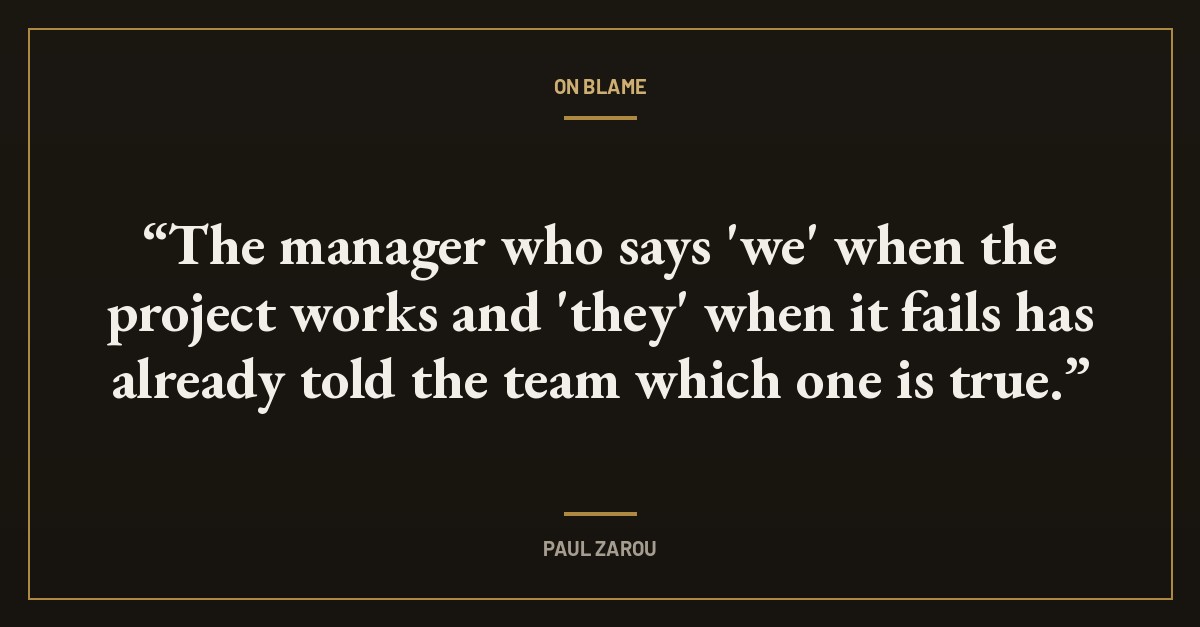 ON BLAME
“The manager who says 'we' when the
project works and 'they' when it fails has
already told the team which one is true.”
PAUL ZAROU